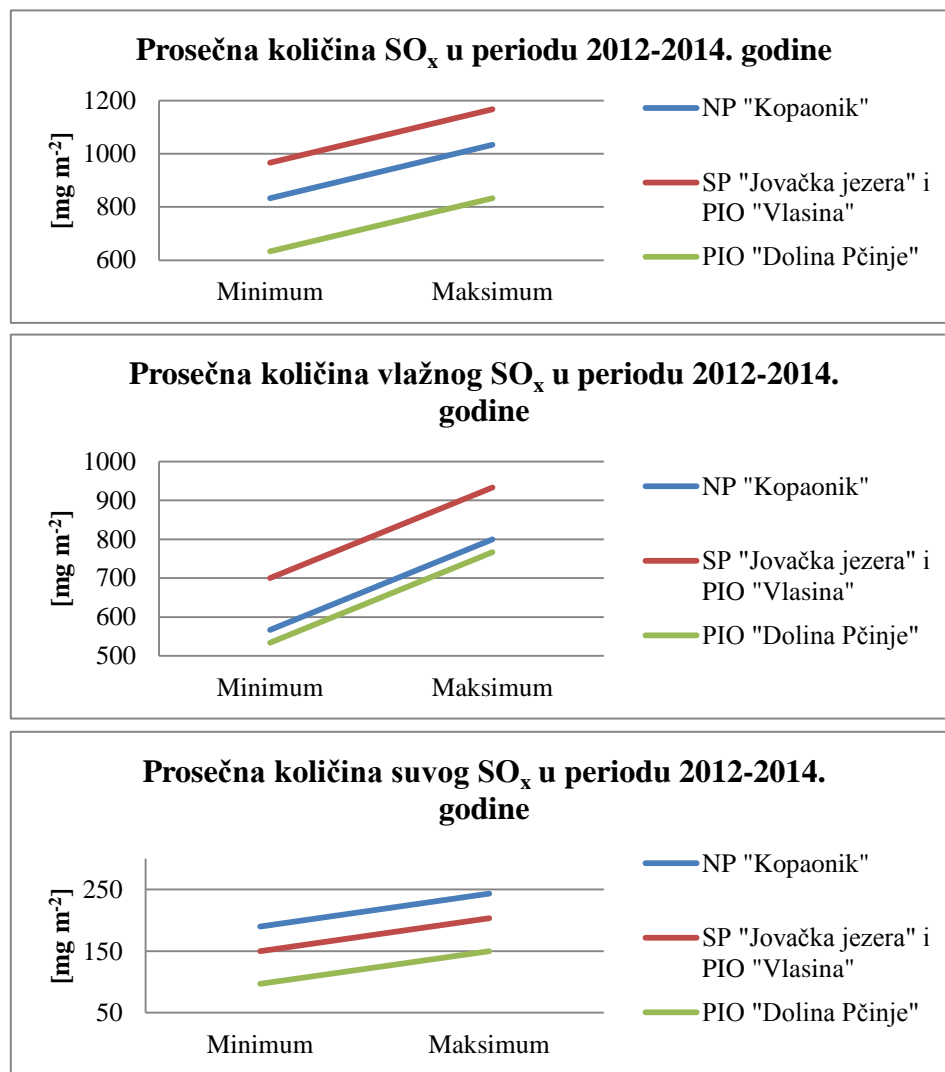 Prosečna količina SOx u periodu 2012-2014. godine
1200
1000
800
600
[mg m-2]
Minimum
Maksimum
NP "Kopaonik"
SP "Jovačka jezera" i
PIO "Vlasina"
PIO "Dolina Pčinje"
Prosečna količina vlažnog SOx u periodu 2012-2014.
godine
1000
900
800
700
600
500
[mg m-2]
Minimum
Maksimum
NP "Kopaonik"
SP "Jovačka jezera" i
PIO "Vlasina"
PIO "Dolina Pčinje"
Prosečna količina suvog SOx u periodu 2012-2014.
godine
250
150
50
[mg m-2]
Minimum
Maksimum
NP "Kopaonik"
SP "Jovačka jezera" i
PIO "Vlasina"
PIO "Dolina Pčinje"